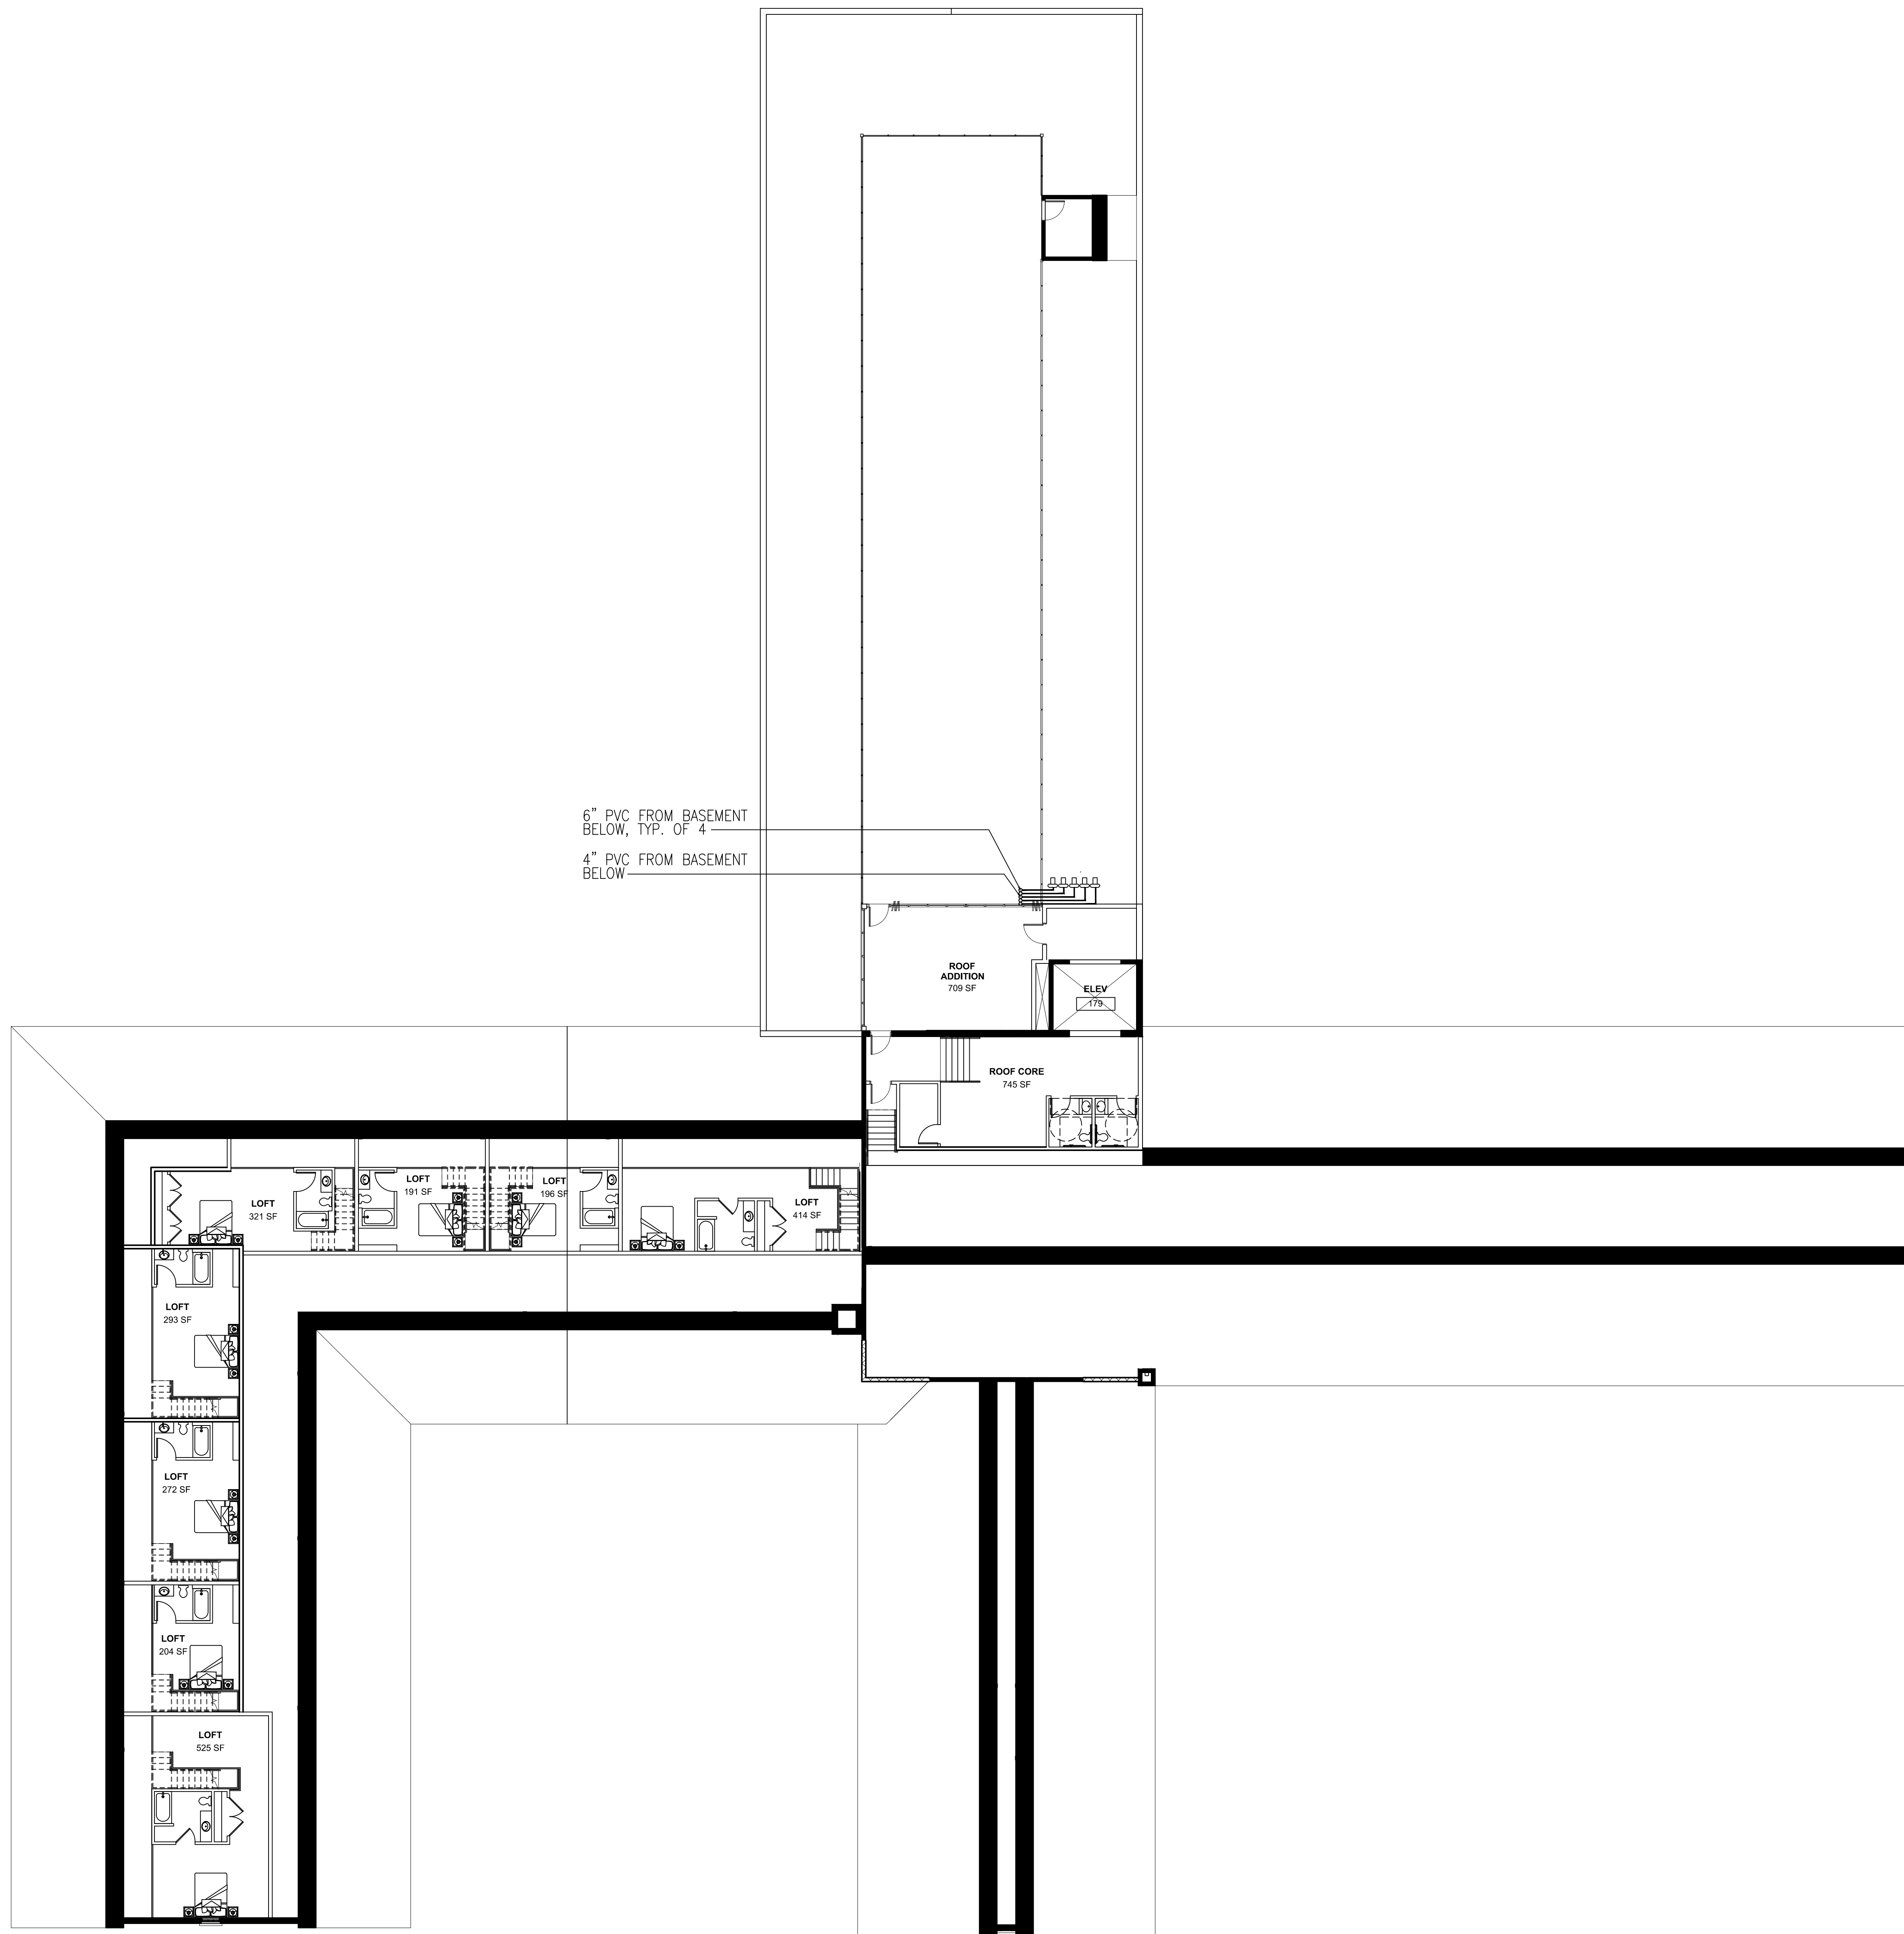 6" PVC FROM BASEMENT
BELOW, TYP. OF 4
4" PVC FROM BASEMENT
BELOW
ROOF
ADDITION
709 SF
ELEV
179
ROOF CORE
745 SF
LOFT
321 SF
LOFT
191 SF
LOFT
196 SF
LOFT
414 SF
LOFT
293 SF
LOFT
272 SF
LOFT
204 SF
LOFT
525 SF